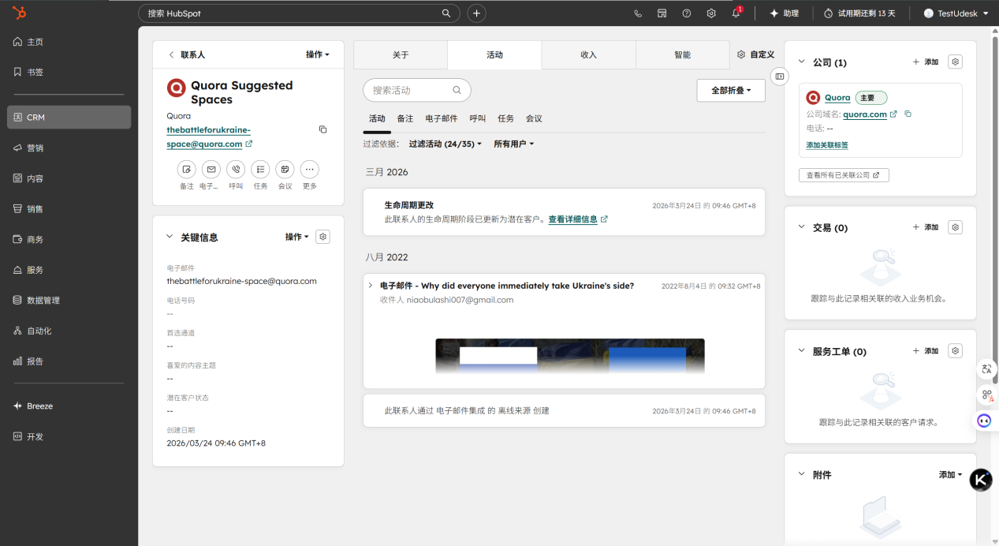 搜索 HubSpot
1
助理
试用期还剩 13 天
TestUdesk
主页
书签
CRM
营销
内容
销售
商务
服务
数据管理
自动化
报告
Breeze
开发
联系人
操作
Quora Suggested
Spaces
Quora
thebattleforukraine-
space@quora.com
备注
电子...
呼叫
任务
会议
更多
关键信息
操作
电子邮件
thebattleforukraine-space@quora.com
电话号码
--
首选通道
--
喜爱的内容主题
--
潜在客户状态
--
创建日期
2026/03/24 09:46 GMT+8
关于
活动
收入
智能
自定义
搜索活动
全部折叠
活动
备注
电子邮件
呼叫
任务
会议
过滤依据：
过滤活动 (24/35)
所有用户
三月 2026
生命周期更改
2026年3月24日 的 09:46 GMT+8
此联系人的生命周期阶段已更新为潜在客户。查看详细信息
八月 2022
电子邮件 - Why did everyone immediately take Ukraine's side?
2022年8月4日 的 09:32 GMT+8
收件人 niaobulashi007@gmail.com
此联系人通过 电子邮件集成 的 离线来源 创建
2026年3月24日 的 09:46 GMT+8
公司 (1)
添加
Quora
主要
公司域名: quora.com
电话: --
添加关联标签
查看所有已关联公司
交易 (0)
添加
跟踪与此记录相关联的收入业务机会。
服务工单 (0)
添加
跟踪与此记录相关联的客户请求。
附件
添加
K